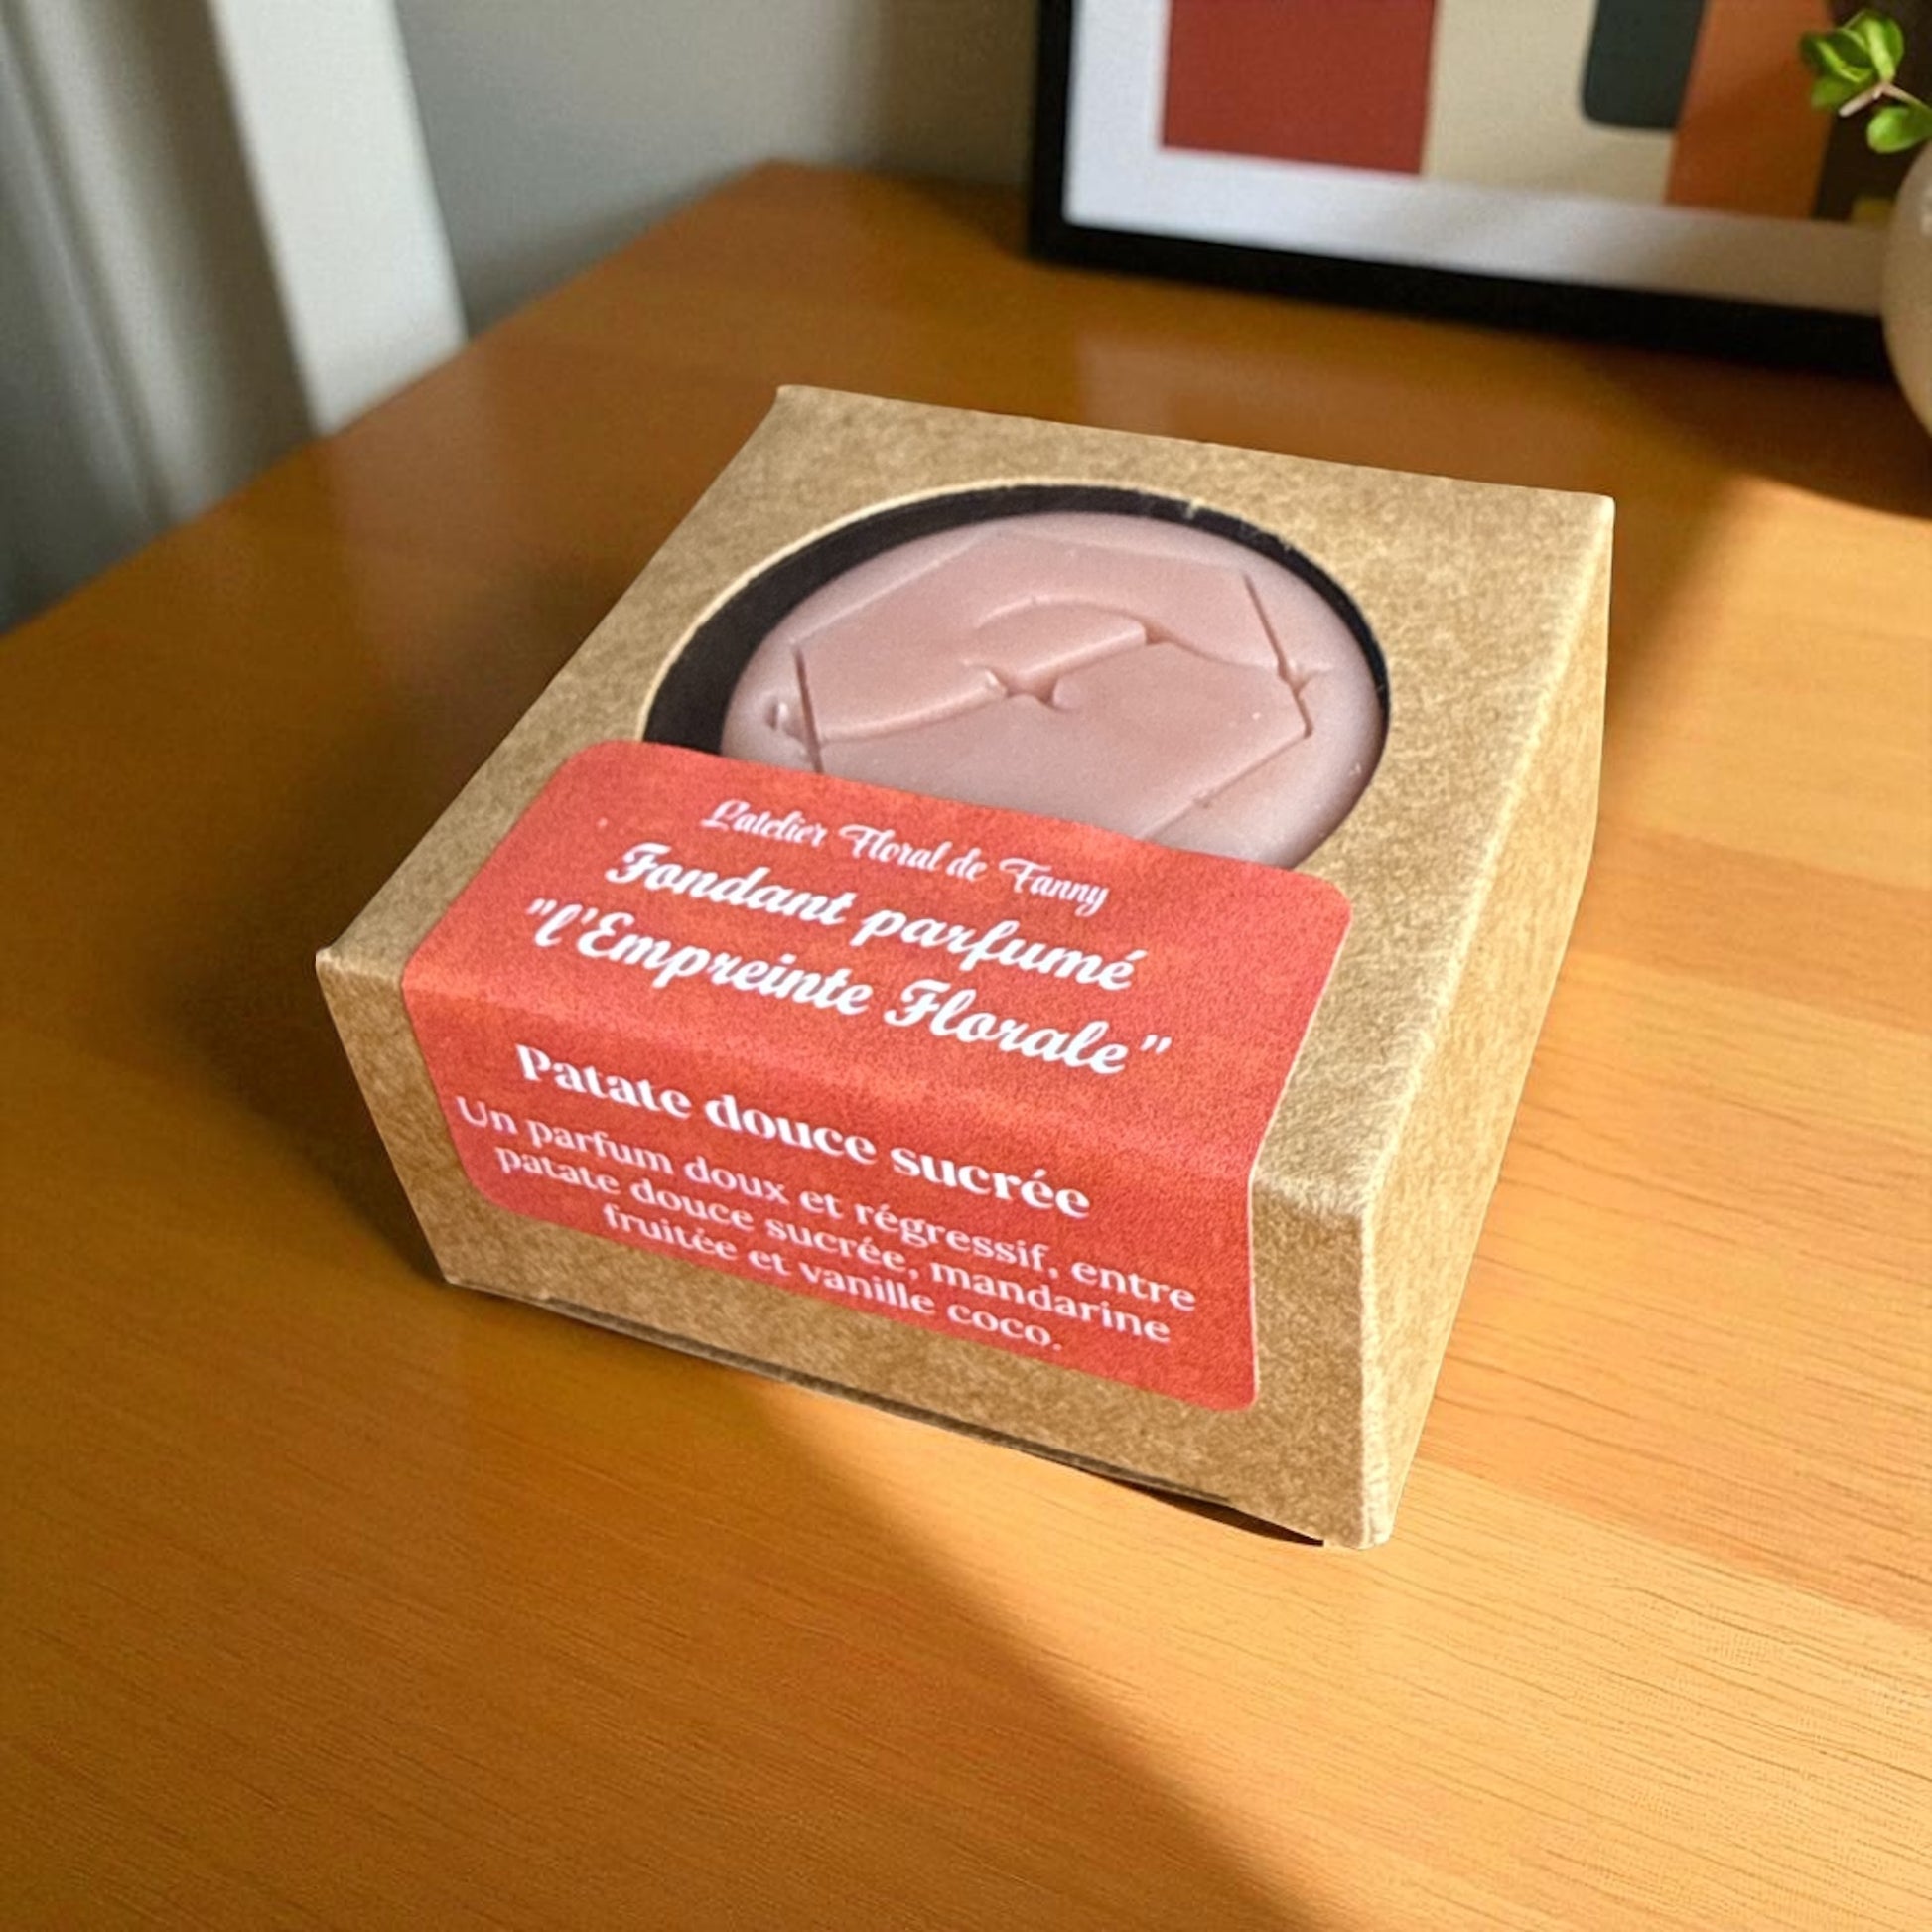 L'atelier Floral de Fanny
Fondant parfumé
"l'Empreinte Florale"
Patate douce sucrée
Un parfum doux et régressif, entre
patate douce sucrée, mandarine
fruitée et vanille coco.